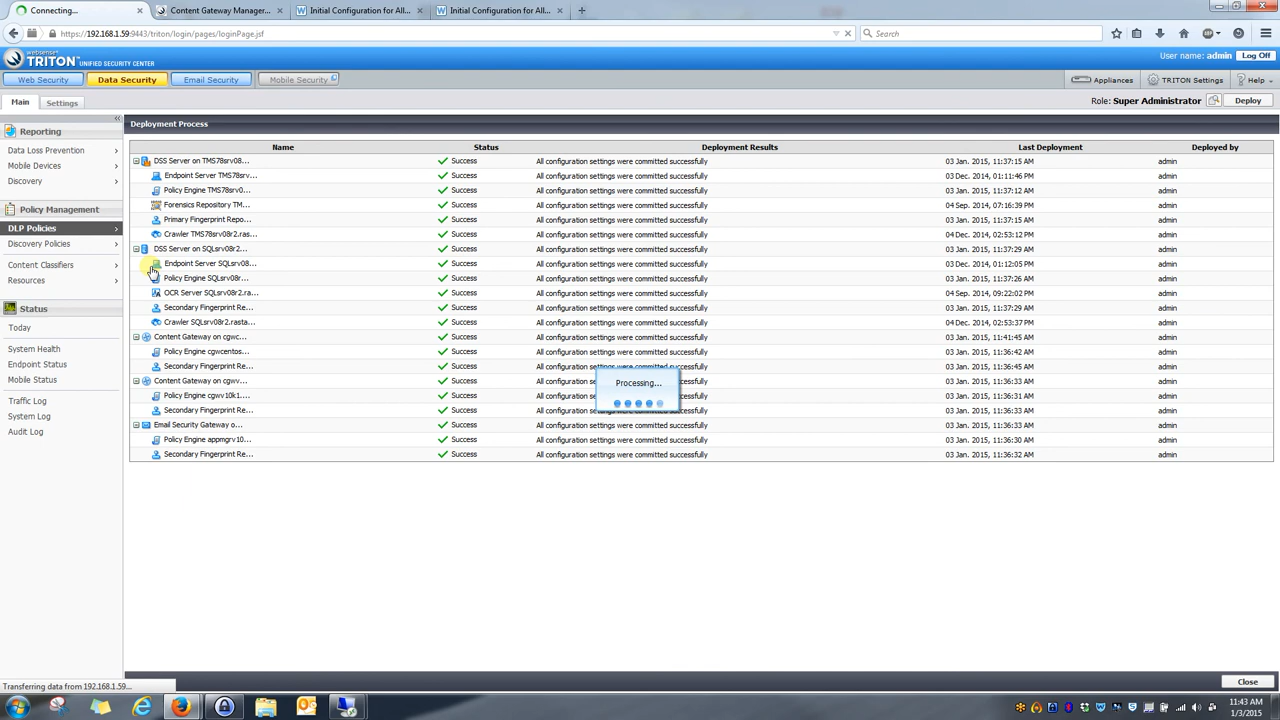 Connecting...
Content Gateway Manager...
Initial Configuration for All...
Initial Configuration for All...
https://192.168.1.59:9443/triton/login/pages/loginPage.jsf
Search
websense
TRITON UNIFIED SECURITY CENTER
User name: admin
Log Off
Web Security
Data Security
Email Security
Mobile Security
Appliances
TRITON Settings
Help
Main
Settings
Role: Super Administrator
Deploy
Reporting
Data Loss Prevention
Mobile Devices
Discovery
Policy Management
DLP Policies
Discovery Policies
Content Classifiers
Resources
Status
Today
System Health
Endpoint Status
Mobile Status
Traffic Log
System Log
Audit Log
Deployment Process
Name Status Deployment Results Last Deployment Deployed by
DSS Server on TMS78srv08... Success All configuration settings were committed successfully 03 Jan. 2015, 11:37:15 AM admin
Endpoint Server TMS78srv... Success All configuration settings were committed successfully 03 Dec. 2014, 01:11:46 PM admin
Policy Engine TMS78srv0... Success All configuration settings were committed successfully 03 Jan. 2015, 11:37:12 AM admin
Forensics Repository TM... Success All configuration settings were committed successfully 04 Sep. 2014, 07:16:39 PM admin
Primary Fingerprint Repo... Success All configuration settings were committed successfully 03 Jan. 2015, 11:37:15 AM admin
Crawler TMS78srv08r2.ras... Success All configuration settings were committed successfully 04 Dec. 2014, 02:53:12 PM admin
DSS Server on SQLsrv08r2... Success All configuration settings were committed successfully 03 Jan. 2015, 11:37:29 AM admin
Endpoint Server SQLsrv08... Success All configuration settings were committed successfully 03 Dec. 2014, 01:12:05 PM admin
Policy Engine SQLsrv08r... Success All configuration settings were committed successfully 03 Jan. 2015, 11:37:26 AM admin
OCR Server SQLsrv08r2.ra... Success All configuration settings were committed successfully 04 Sep. 2014, 09:22:02 PM admin
Secondary Fingerprint Re... Success All configuration settings were committed successfully 03 Jan. 2015, 11:37:29 AM admin
Crawler SQLsrv08r2.rasta... Success All configuration settings were committed successfully 04 Dec. 2014, 02:53:37 PM admin
Content Gateway on cgwc... Success All configuration settings were committed successfully 03 Jan. 2015, 11:41:45 AM admin
Policy Engine cgwcentos... Success All configuration settings were committed successfully 03 Jan. 2015, 11:36:42 AM admin
Secondary Fingerprint Re... Success All configuration settings were committed successfully 03 Jan. 2015, 11:36:45 AM admin
Content Gateway on cgwv... Success All configuration s committed successfully 03 Jan. 2015, 11:36:33 AM admin
Policy Engine cgwv10k1... Success All configuration s committed successfully 03 Jan. 2015, 11:36:31 AM admin
Secondary Fingerprint Re... Success All configuration settings were committed successfully 03 Jan. 2015, 11:36:33 AM admin
Email Security Gateway o... Success All configuration settings were committed successfully 03 Jan. 2015, 11:36:33 AM admin
Policy Engine appmgrv10... Success All configuration settings were committed successfully 03 Jan. 2015, 11:36:30 AM admin
Secondary Fingerprint Re... Success All configuration settings were committed successfully 03 Jan. 2015, 11:36:32 AM admin
Processing...
Close
Transferring data from 192.168.1.59...
11:43 AM
1/3/2015